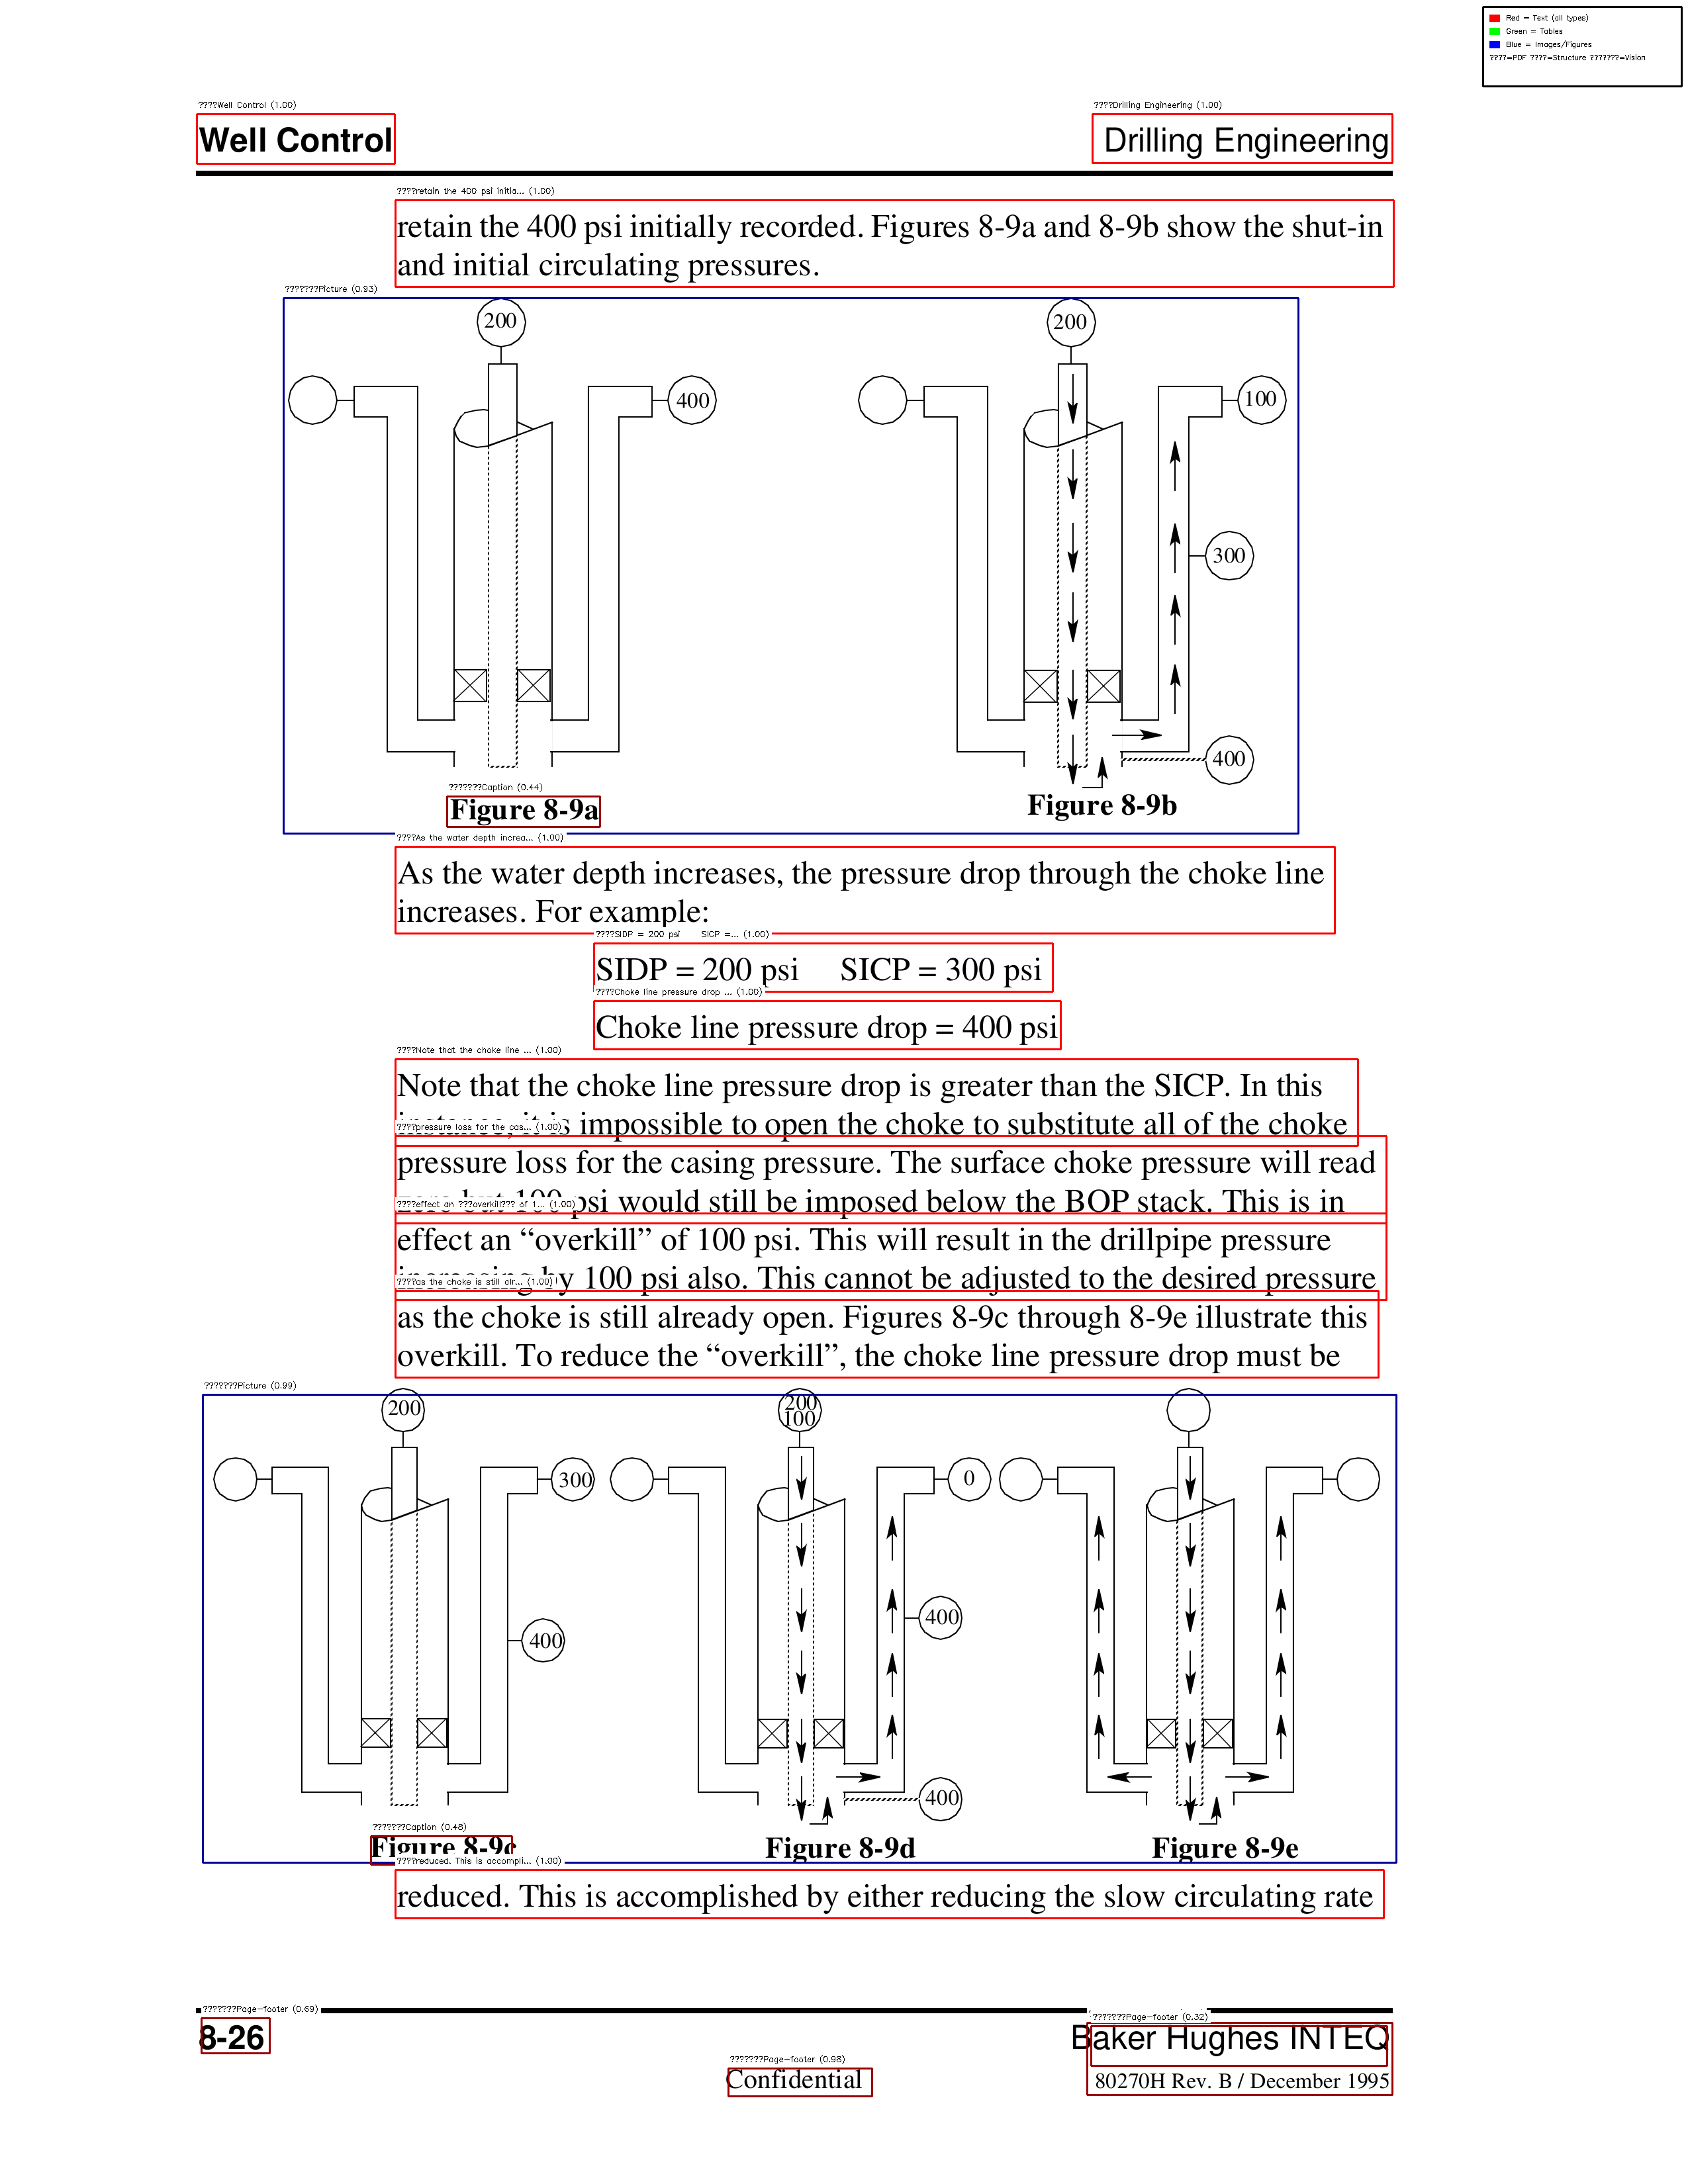 Red = Text (all types)
Green = Tables
Blue = Images/Figures
????=PDF ????=Structure ???????=Vision
????Well Control (1.00)
????Drilling Engineering (1.00)
Well Control
Drilling Engineering
????retain the 400 psi initia... (1.00)
retain the 400 psi initially recorded. Figures 8-9a and 8-9b show the shut-in
and initial circulating pressures.
???????Picture (0.93)
200
200
400
100
300
400
???????Caption (0.44)
Figure 8-9a
Figure 8-9b
????As the water depth increa... (1.00)
As the water depth increases, the pressure drop through the choke line
increases. For example:
????SIDP = 200 psi SICP =... (1.00)
SIDP = 200 psi SICP = 300 psi
????Choke line pressure drop ... (1.00)
Choke line pressure drop = 400 psi
????Note that the choke line ... (1.00)
Note that the choke line pressure drop is greater than the SICP. In this
impossible to open the choke to substitute all of the choke
????pressure loss for the cas... (1.00)
pressure loss for the casing pressure. The surface choke pressure will read
100 psi would still be imposed below the BOP stack. This is in
????effect an ???overkill??? of 1... (1.00)
effect an “overkill” of 100 psi. This will result in the drillpipe pressure
by 100 psi also. This cannot be adjusted to the desired pressure
????as the choke is still alr... (1.00)
as the choke is still already open. Figures 8-9c through 8-9e illustrate this
overkill. To reduce the “overkill”, the choke line pressure drop must be
???????Picture (0.99)
200
200
100
300
0
400
400
400
???????Caption (0.48)
Figure 8-9c
Figure 8-9d
Figure 8-9e
????reduced. This is accompli... (1.00)
reduced. This is accomplished by either reducing the slow circulating rate
???????Page-footer (0.69)
???????Page-footer (0.32)
8-26
Baker Hughes INTEQ
???????Page-footer (0.98)
Confidential
80270H Rev. B / December 1995